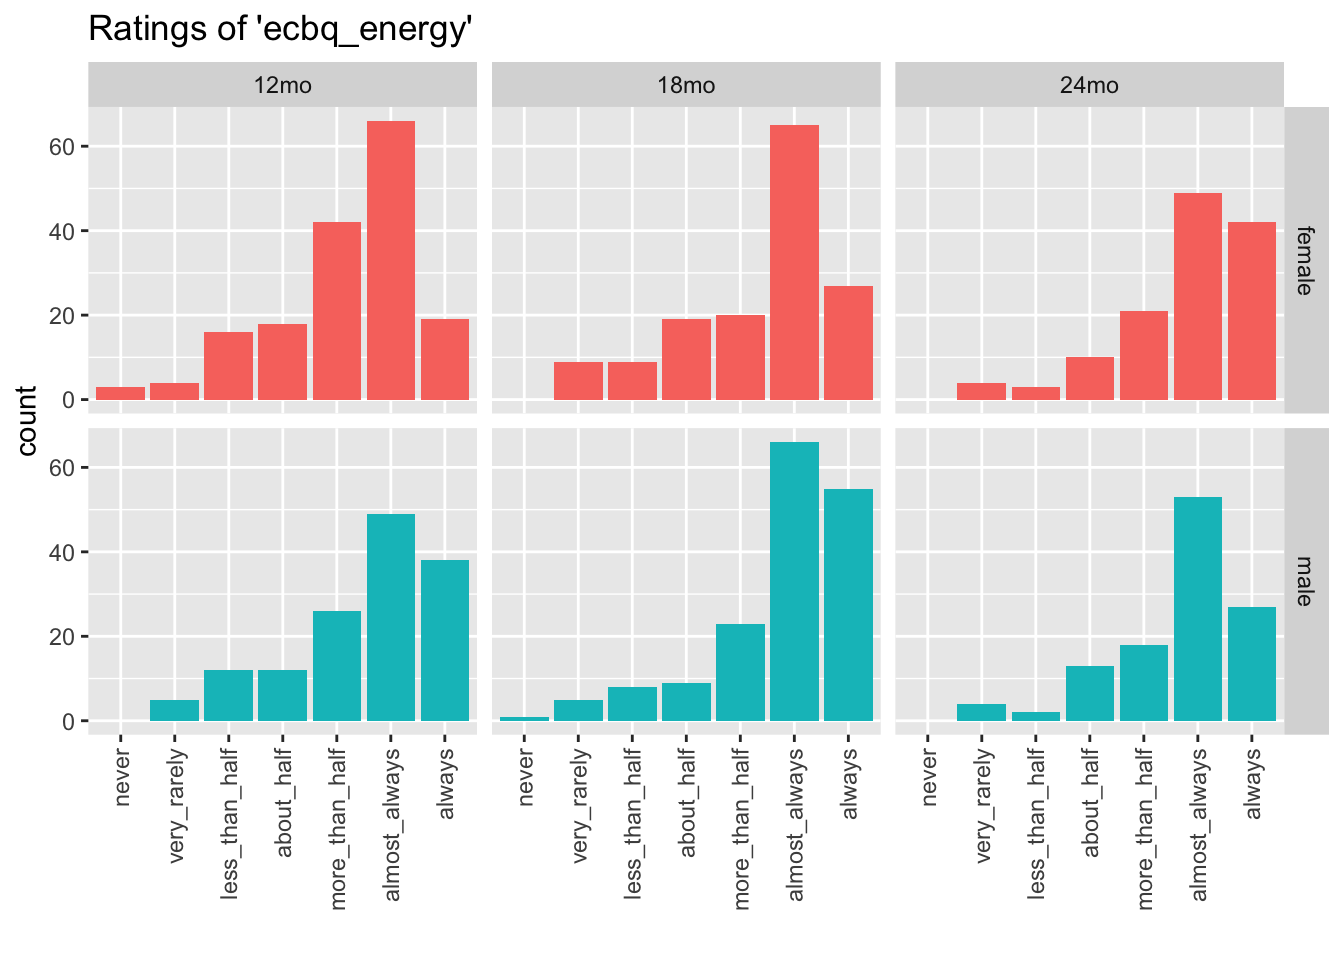 Ratings of 'ecbq_energy'
12mo 18mo 24mo
60
40
20
0
female
count
60
40
20
0
male
never very_rarely less_than_half about_half more_than_half almost_always always never very_rarely less_than_half about_half more_than_half almost_always always never very_rarely less_than_half about_half more_than_half almost_always always